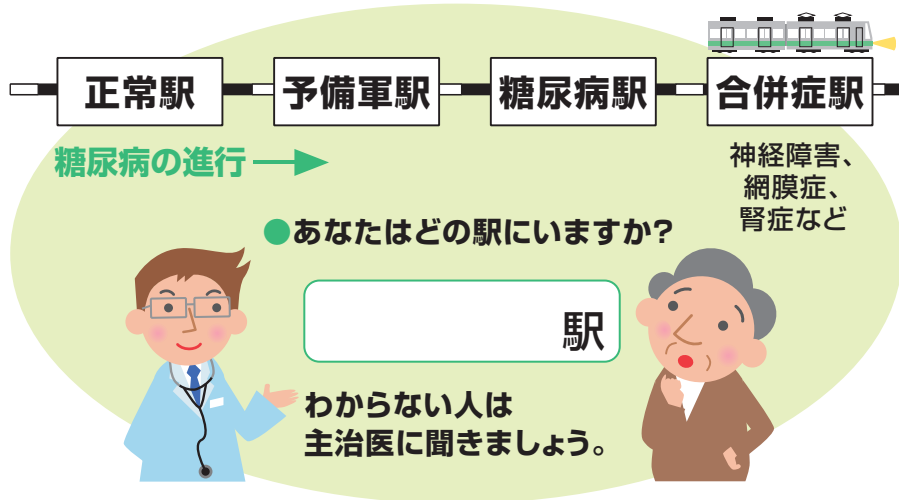 正常駅
予備軍駅
糖尿病駅
合併症駅
糖尿病の進行
神経障害、
網膜症、
腎症など
●あなたはどの駅にいますか?
駅
わからない人は
主治医に聞きましょう。